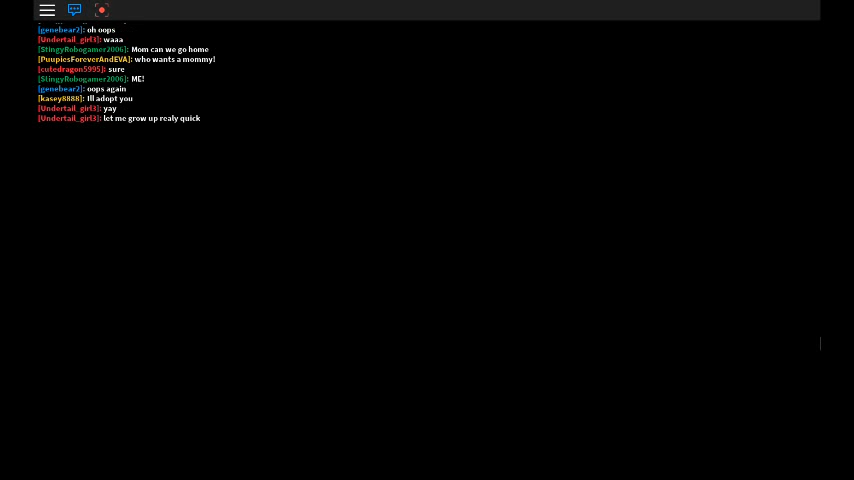 [genebear2]: oh oops
[Undertail_girl3]: waaa
[StingyRobogamer2006]: Mom can we go home
[PuupiesForeverAndEVA]: who wants a mommy!
[cutedragon5995]: sure
[StingyRobogamer2006]: ME!
[genebear2]: oops again
[kasey8888]: Ill adopt you
[Undertail_girl3]: yay
[Undertail_girl3]: let me grow up realy quick